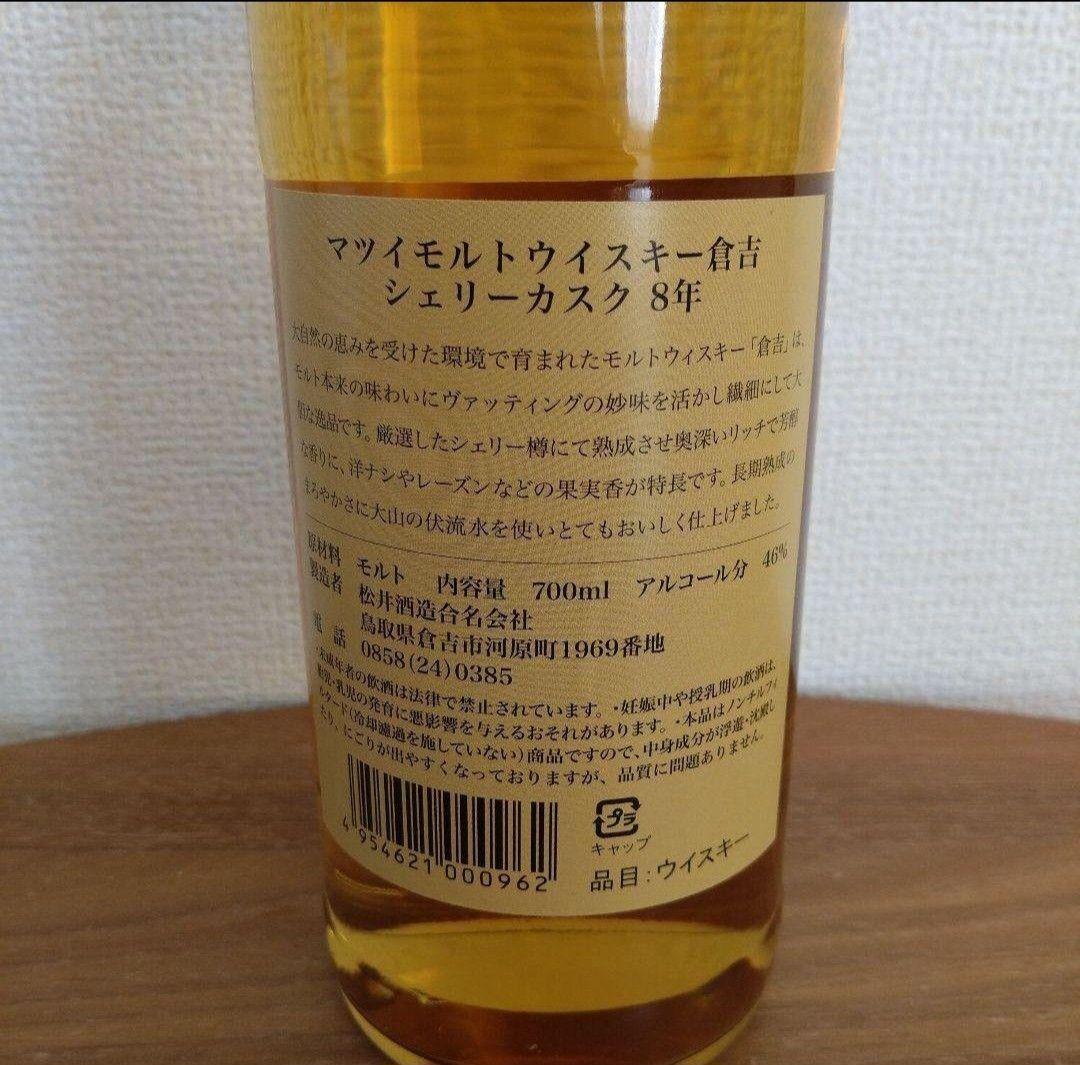 マツイモルトウイスキー倉吉
シェリーカスク 8年
大自然の恵みを受けた環境で育まれたモルトウィスキー「倉吉」は、
モルト本来の味わいにヴァッティングの妙味を活かし繊細にして大
胆な逸品です。厳選したシェリー樽にて熟成させ奥深いリッチで芳醇
な香りに、洋ナシやレーズンなどの果実香が特長です。長期熟成の
まろやかさに大山の伏流水を使いとてもおいしく仕上げました。
原材料 モルト 内容量 700ml アルコール分 46%
製造者 松井酒造合名会社
鳥取県倉吉市河原町1969番地
電話 0858(24)0385
・未成年者の飲酒は法律で禁止されています。・妊娠中や授乳期の飲酒は、
胎児・乳児の発育に悪影響を与えるおそれがあります。・本品はノンチルフィ
ルタード(冷却濾過を施していない)商品ですので、中身成分が浮遊・沈澱し
たり、にごりが出やすくなっておりますが、品質に問題ありません。
4 954621 000962
プラ
キャップ
品目:ウイスキー